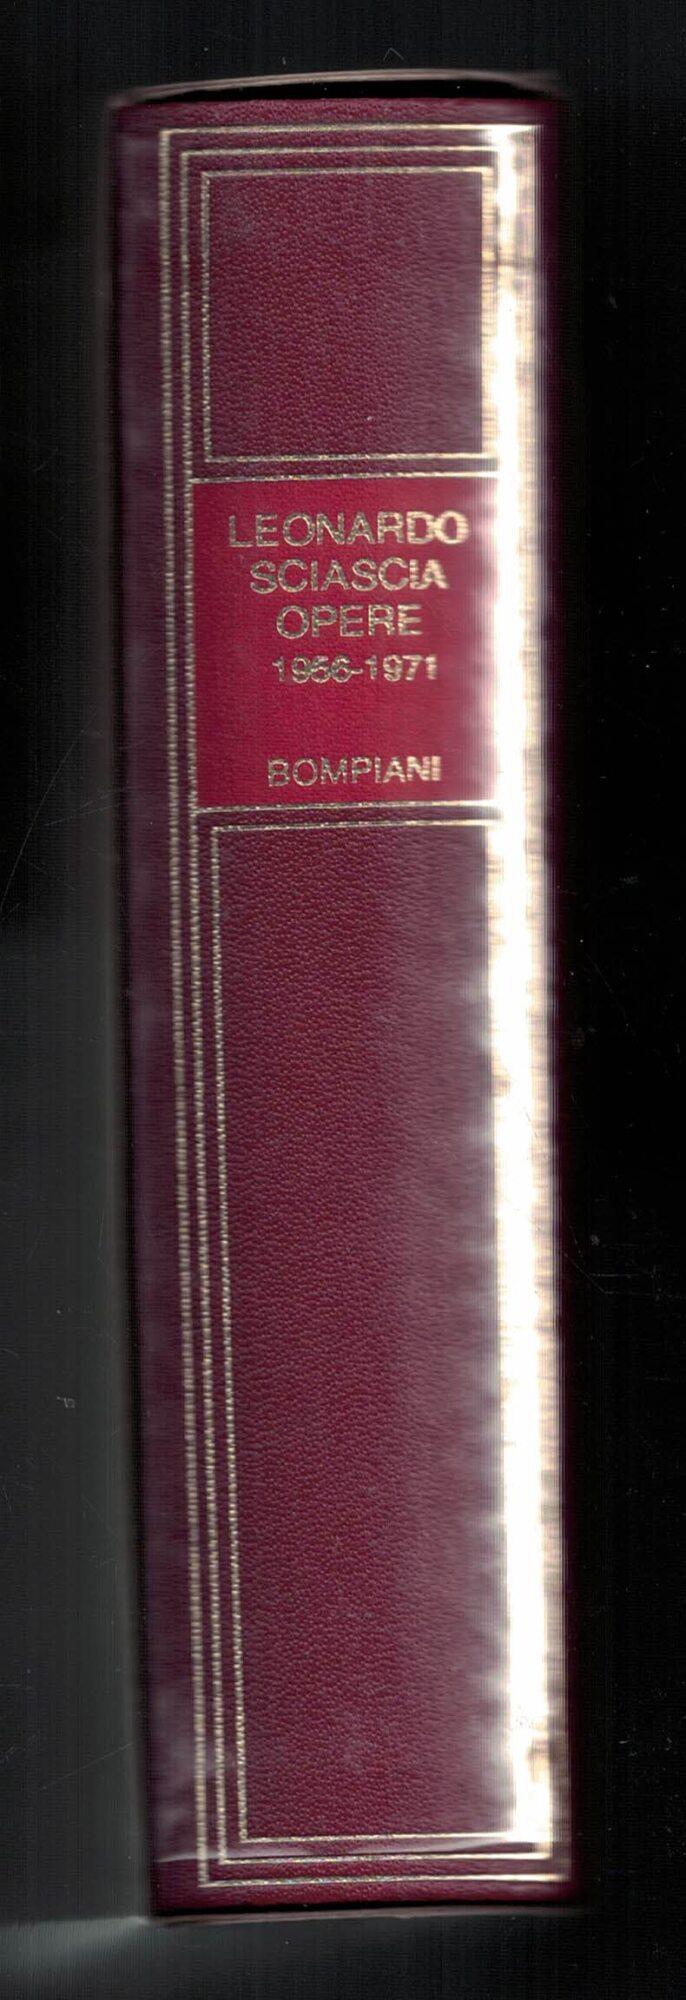 LEONARDO
SCIASCIA
OPERE
1956-1971
BOMPIANI